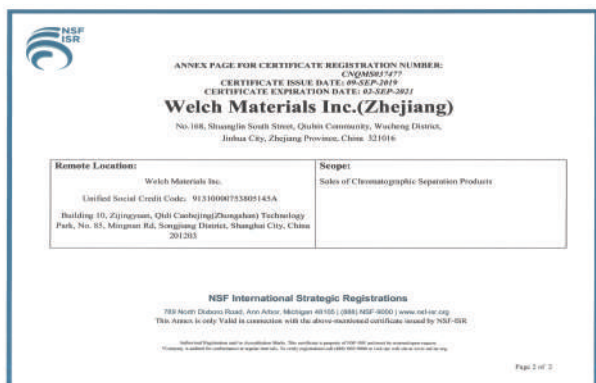 NSF
ISR
ANNEX PAGE FOR CERTIFICATE REGISTRATION NUMBER:
CNQMS037477
CERTIFICATE ISSUE DATE: 09-SEP-2019
CERTIFICATE EXPIRATION DATE: 03-SEP-2021
Welch Materials Inc.(Zhejiang)
No.168, Shuanglin South Street, Qiubin Community, Wucheng District,
Jinhua City, Zhejiang Province, China 321016
Remote Location:
Welch Materials Inc.
Unified Social Credit Code: 91310000753805145A
Building 10, Zijingyuan, Qidi Caohejing(Zhongshan) Technology
Park, No. 85, Mingnan Rd, Songjiang District, Shanghai City, China
201203
Scope:
Sales of Chromatographic Separation Products
NSF International Strategic Registrations
789 North Dixboro Road, Ann Arbor, Michigan 48105 | (888) NSF-9000 | www.nsf-isr.org
This Annex is only Valid in connection with the above-mentioned certificate issued by NSF-ISR
Page 2 of 2